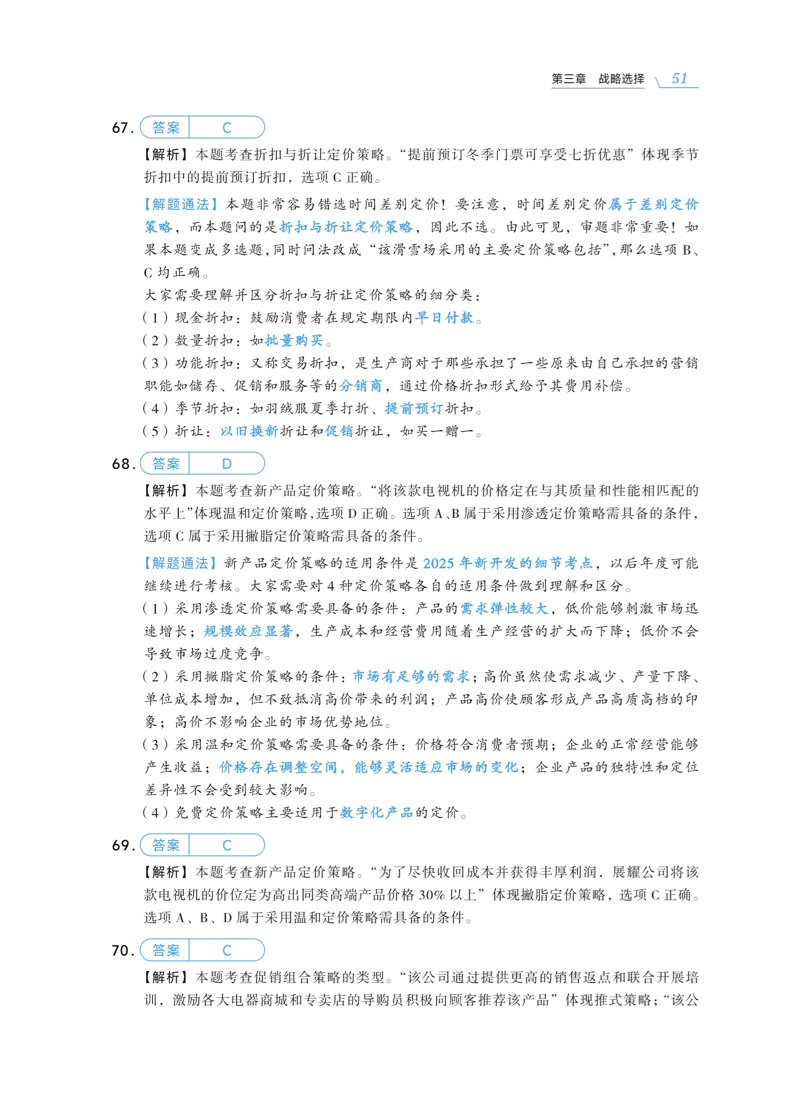 第三章 战略选择 51
67. 答案 C
【解析】本题考查折扣与折让定价策略。“提前预订冬季门票可享受七折优惠”体现季节
折扣中的提前预订折扣，选项 C 正确。
【解题通法】本题非常容易错选时间差别定价！要注意，时间差别定价属于差别定价
策略，而本题问的是折扣与折让定价策略，因此不选。由此可见，审题非常重要！如
果本题变成多选题，同时问法改成“该滑雪场采用的主要定价策略包括”，那么选项 B、
C 均正确。
大家需要理解并区分折扣与折让定价策略的细分类：
（1）现金折扣：鼓励消费者在规定期限内早日付款。
（2）数量折扣：如批量购买。
（3）功能折扣：又称交易折扣，是生产商对于那些承担了一些原来由自己承担的营销
职能如储存、促销和服务等的分销商，通过价格折扣形式给予其费用补偿。
（4）季节折扣：如羽绒服夏季打折、提前预订折扣。
（5）折让：以旧换新折让和促销折让，如买一赠一。
68. 答案 D
【解析】本题考查新产品定价策略。“将该款电视机的价格定在与其质量和性能相匹配的
水平上”体现温和定价策略，选项 D 正确。选项 A、B 属于采用渗透定价策略需具备的条件，
选项 C 属于采用撇脂定价策略需具备的条件。
【解题通法】新产品定价策略的适用条件是 2025 年新开发的细节考点，以后年度可能
继续进行考核。大家需要对 4 种定价策略各自的适用条件做到理解和区分。
（1）采用渗透定价策略需要具备的条件：产品的需求弹性较大，低价能够刺激市场迅
速增长；规模效应显著，生产成本和经营费用随着生产经营的扩大而下降；低价不会
导致市场过度竞争。
（2）采用撇脂定价策略的条件：市场有足够的需求；高价虽然使需求减少、产量下降、
单位成本增加，但不致抵消高价带来的利润；产品高价使顾客形成产品高质高档的印
象；高价不影响企业的市场优势地位。
（3）采用温和定价策略需要具备的条件：价格符合消费者预期；企业的正常经营能够
产生收益；价格存在调整空间，能够灵活适应市场的变化；企业产品的独特性和定位
差异性不会受到较大影响。
（4）免费定价策略主要适用于数字化产品的定价。
69. 答案 C
【解析】本题考查新产品定价策略。“为了尽快收回成本并获得丰厚利润，展耀公司将该
款电视机的价位定为高出同类高端产品价格 30% 以上”体现撇脂定价策略，选项 C 正确。
选项 A、B、D 属于采用温和定价策略需具备的条件。
70. 答案 C
【解析】本题考查促销组合策略的类型。“该公司通过提供更高的销售返点和联合开展培
训，激励各大电器商城和专卖店的导购员积极向顾客推荐该产品”体现推式策略；“该公